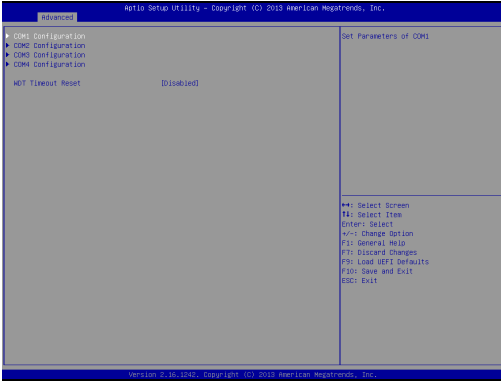 Aptio Setup Utility – Copyright (C) 2013 American Megatrends, Inc.
Advanced
COM1 Configuration
COM2 Configuration
COM3 Configuration
COM4 Configuration
WDT Timeout Reset [Disabled]
Set Parameters of COM1
→←: Select Screen
↑↓: Select Item
Enter: Select
+/-: Change Option
F1: General Help
F7: Discard Changes
F9: Load UEFI Defaults
F10: Save and Exit
ESC: Exit
Version 2.16.1242. Copyright (C) 2013 American Megatrends, Inc.